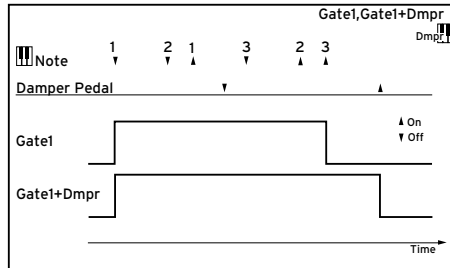 Gate1,Gate1+Dmpr
Dmpr
1 2 1 3 2 3
Note
Damper Pedal
On
Off
Gate1
Gate1+Dmpr
Time